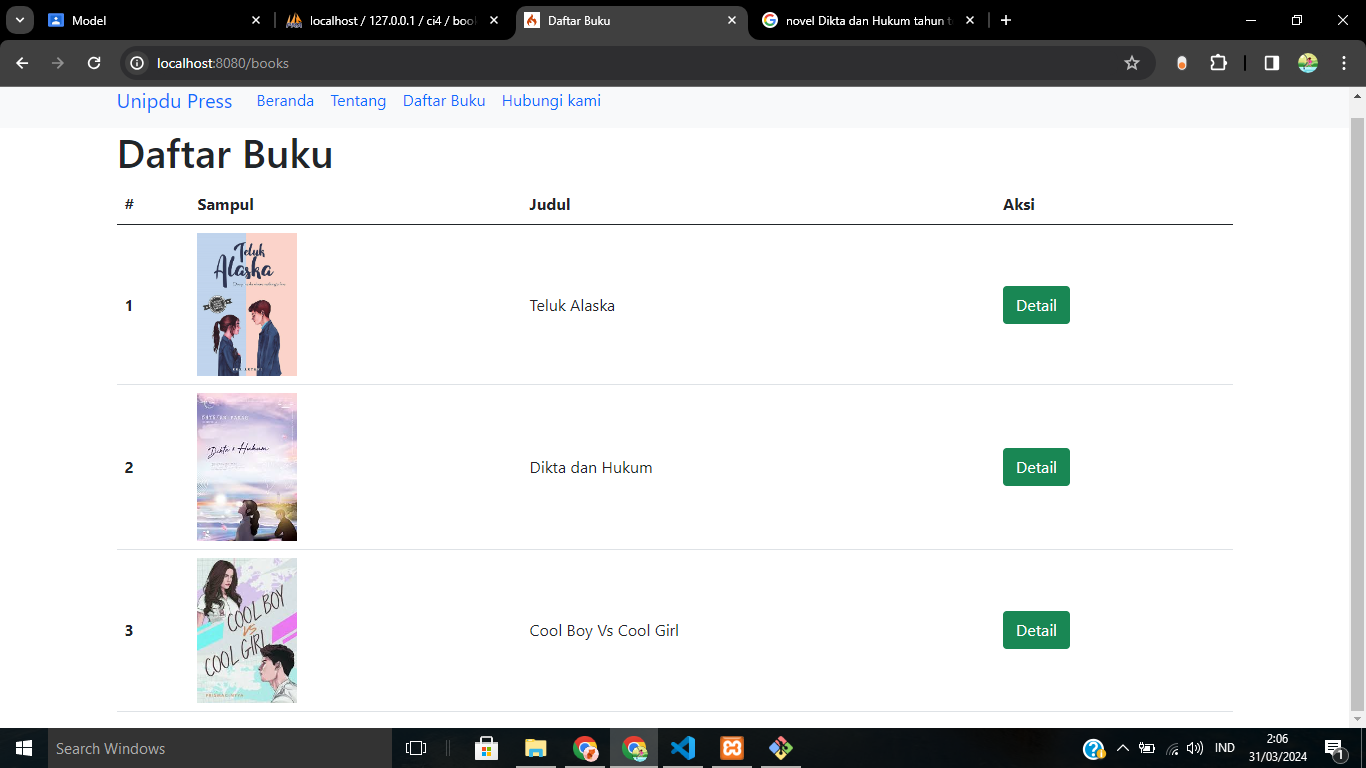 Model
localhost / 127.0.0.1 / ci4 / boo
Daftar Buku
novel Dikta dan Hukum tahun t
localhost:8080/books
Unipdu Press Beranda Tentang Daftar Buku Hubungi kami
Daftar Buku
# Sampul Judul Aksi
Teluk
Alaska
1 Teluk Alaska Detail
Dikta & Hukum
2 Dikta dan Hukum Detail
COOL BOY
VS
COOL GIRL
3 Cool Boy Vs Cool Girl Detail
Search Windows
IND
2:06
31/03/2024
1